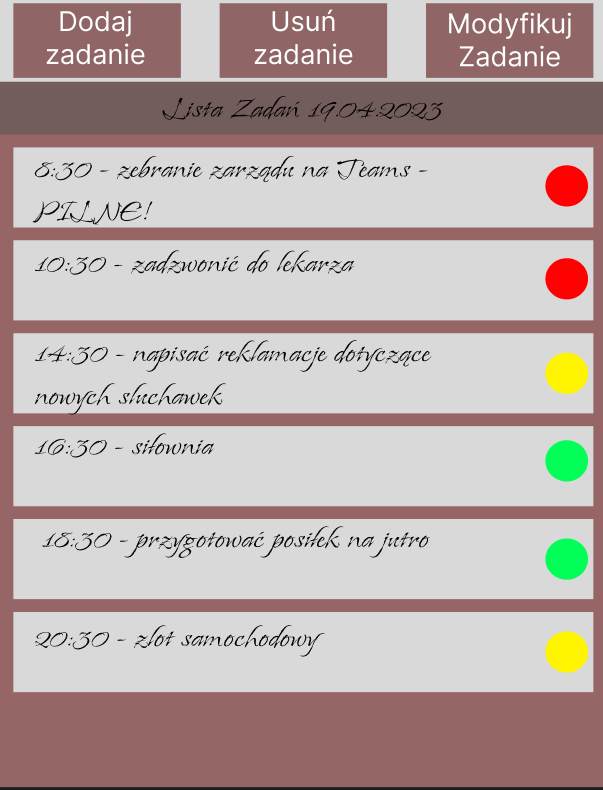 Dodaj
zadanie
Usuń
zadanie
Modyfikuj
Zadanie
Lista Zadań 19.04.2023
8:30 - zebranie zarządu na Teams -
PILNE!
10:30 - zadzwonić do lekarza
14:30 - napisać reklamacje dotyczące
nowych słuchawek
16:30 - siłownia
18:30 - przygotować posiłek na jutro
20:30 - zlot samochodowy